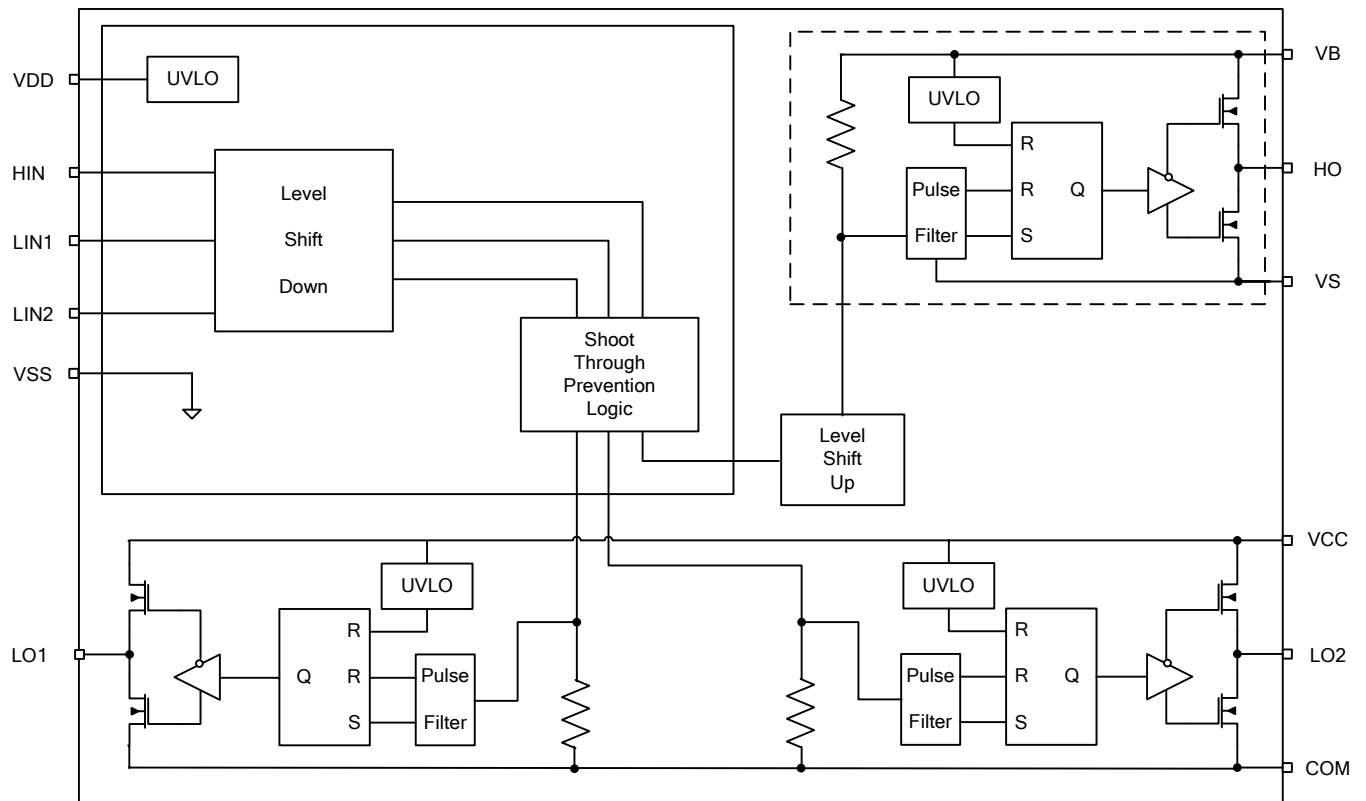 VDD
UVLO
HIN
LIN1
LIN2
VSS
Level
Shift
Down
Shoot
Through
Prevention
Logic
Level
Shift
Up
UVLO
R
Pulse
R
Q
Filter
S
VB
HO
VS
UVLO
R
LO1
Q
R
Pulse
S
Filter
UVLO
R
Pulse
R
Q
Filter
S
VCC
LO2
COM